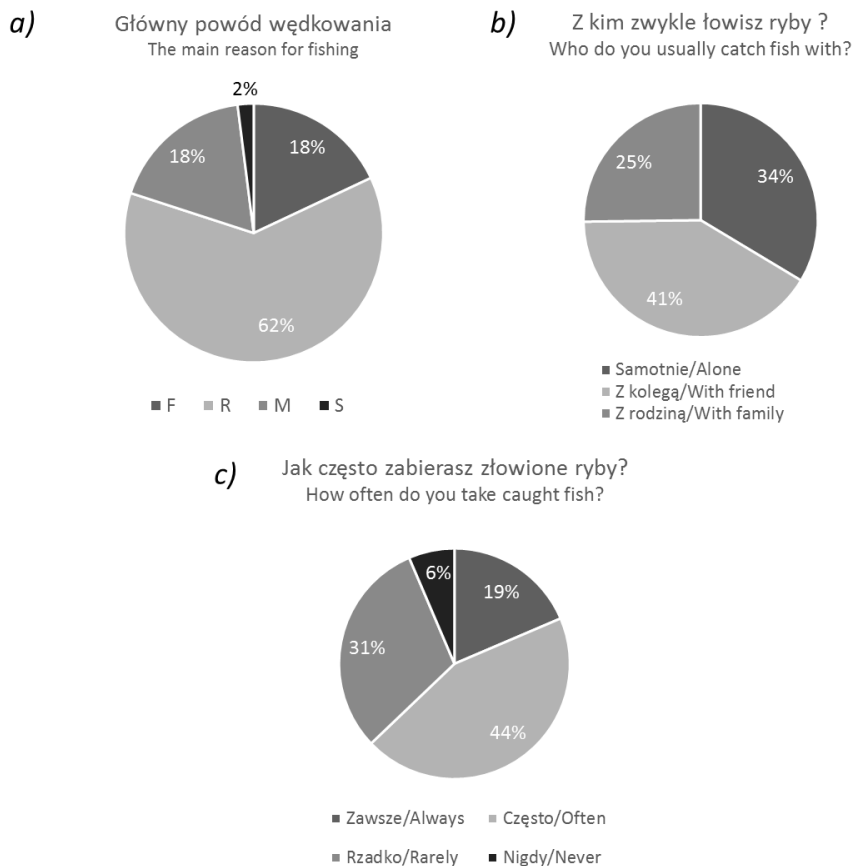 a)
Główny powód wędkowania
The main reason for fishing
2%
18%
18%
62%
F R M S
b)
Z kim zwykle łowisz ryby ?
Who do you usually catch fish with?
25%
34%
41%
Samotnie/Alone
Z kolegą/With friend
Z rodziną/With family
c)
Jak często zabierasz złowione ryby?
How often do you take caught fish?
6%
19%
31%
44%
Zawsze/Always Często/Often
Rzadko/Rarely Nigdy/Never